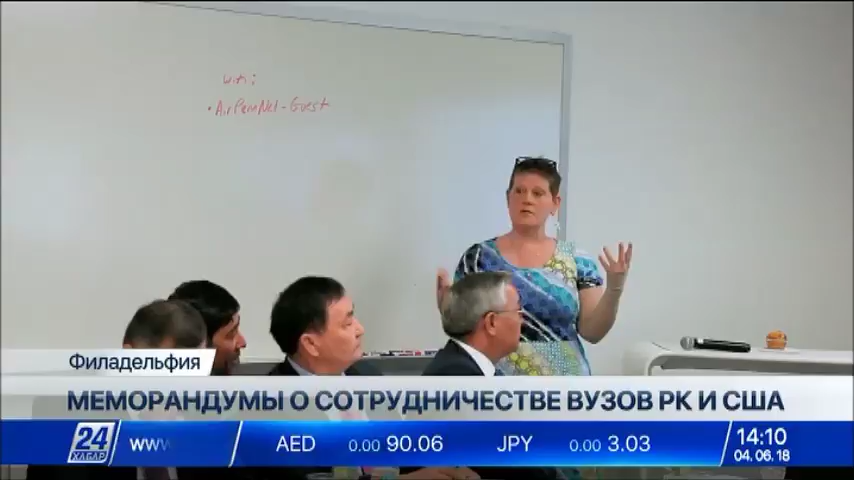 wifi:
• AirPennNet-Guest
Филадельфия
МЕМОРАНДУМЫ О СОТРУДНИЧЕСТВЕ ВУЗОВ РК И США
24 ХАБАР
www
AED 0.00 90.06 JPY 0.00 3.03
14:10
04.06.18